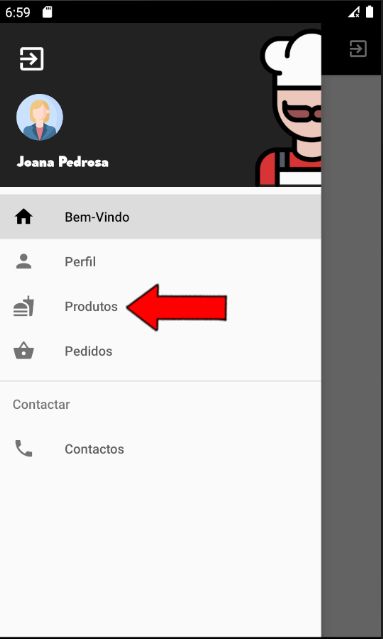 6:59
Joana Pedrosa
Bem-Vindo
Perfil
Produtos
Pedidos
Contactar
Contactos